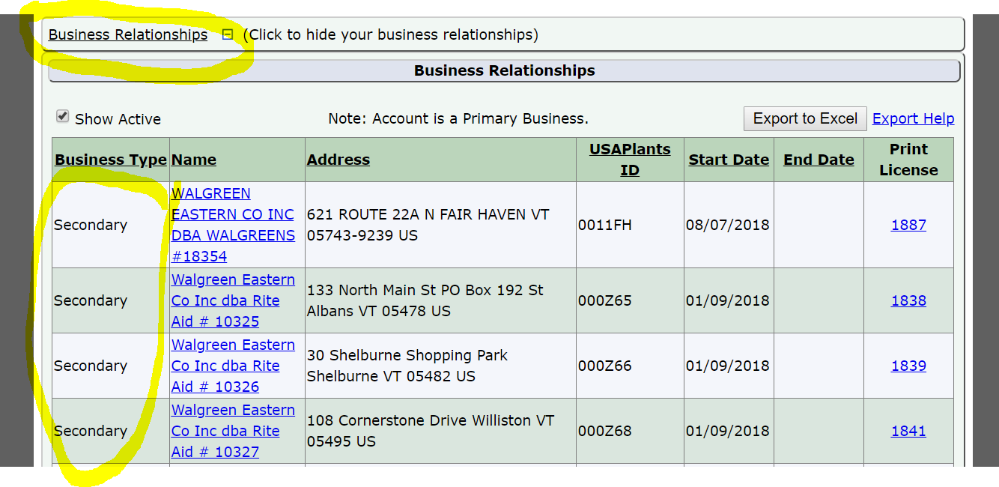 Business Relationships (Click to hide your business relationships)
Business Relationships
Show Active Note: Account is a Primary Business. Export to Excel Export Help
Business Type Name Address USAPlants ID Start Date End Date Print License
Secondary
WALGREEN
EASTERN CO INC
DBA WALGREENS
#18354
621 ROUTE 22A N FAIR HAVEN VT
05743-9239 US
0011FH
08/07/2018
1887
Secondary
Walgreen Eastern
Co Inc dba Rite
Aid # 10325
133 North Main St PO Box 192 St
Albans VT 05478 US
000Z65
01/09/2018
1838
Secondary
Walgreen Eastern
Co Inc dba Rite
Aid # 10326
30 Shelburne Shopping Park
Shelburne VT 05482 US
000Z66
01/09/2018
1839
Secondary
Walgreen Eastern
Co Inc dba Rite
Aid # 10327
108 Cornerstone Drive Williston VT
05495 US
000Z68
01/09/2018
1841